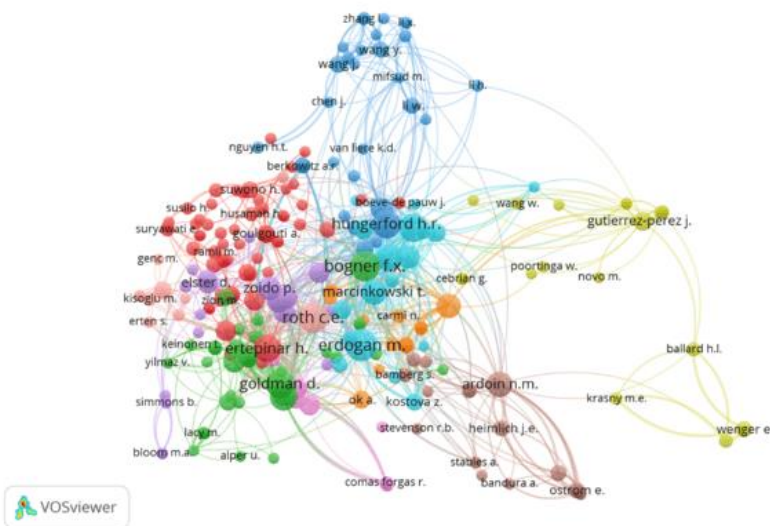 zhang l.
li x.
wang y.
wang j.
mifsud m.
li h.
chen j.
li w.
nguyen h.t.
van liere k.d.
berkowitz a.r.
suwono h.
boeve-de pauw j.
wang w.
susilo h.
husamah h.
hungerford h.r.
gutierrez-perez j.
suryawati e.
goulgouti a.
ramli m.
genc m.
bogner f.x.
poortinga w.
elster d.
zoido p.
cebrian g.
novo m.
kisoglu m.
zion m.
marcinkowski t.
erten s.
roth c.e.
carmi n.
keinonen t.
ertepinar h.
erdogan m.
ballard h.l.
yilmaz v.
bamberg s.
goldman d.
ardoin n.m.
simmons b.
ok a.
kostova z.
krasny m.e.
lacy m.
stevenson r.b.
heimlich j.e.
wenger e.
bloom m.a.
alper u.
stables a.
comas forgas r.
bandura a.
ostrom e.
VOSviewer